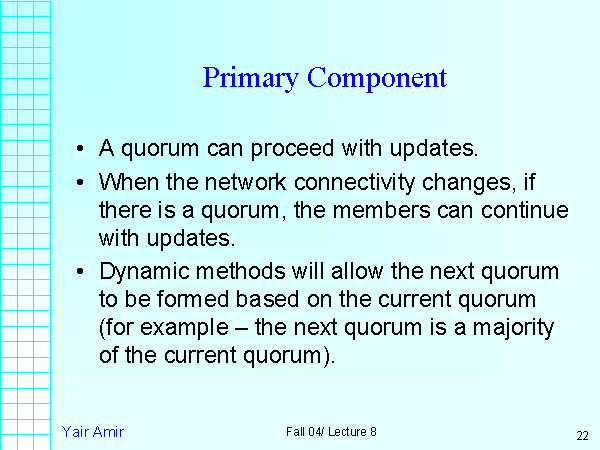 Primary Component
• A quorum can proceed with updates.
• When the network connectivity changes, if
there is a quorum, the members can continue
with updates.
• Dynamic methods will allow the next quorum
to be formed based on the current quorum
(for example – the next quorum is a majority
of the current quorum).
Yair Amir
Fall 04/ Lecture 8
22